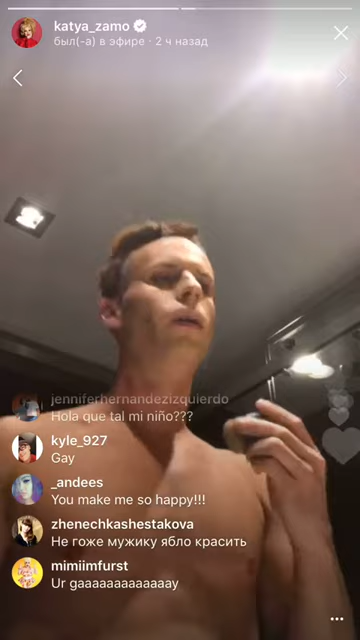 katya_zamo
был(-а) в эфире · 2 ч назад
jenniferhernandezizquierdo
Hola que tal mi niño???
kyle_927
Gay
_andees
You make me so happy!!!
zhenechkashestakova
Не гоже мужику ябло красить
mimiimfurst
Ur gaaaaaaaaaaaaay